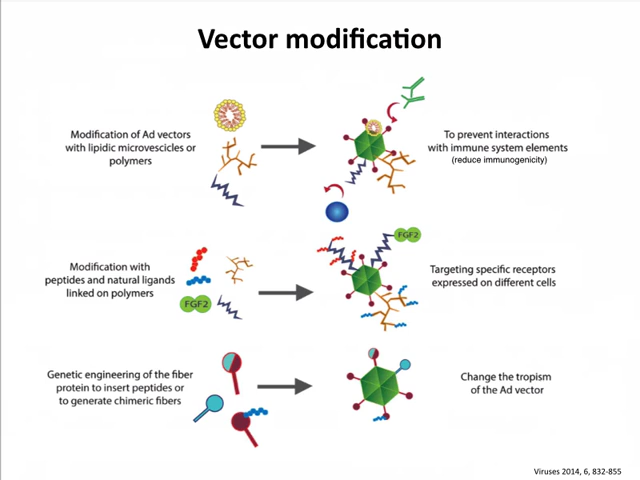 Vector modification
Modification of Ad vectors
with lipidic microvescicles or
polymers
To prevent interactions
with immune system elements
(reduce immunogenicity)
FGF2
Modification with
peptides and natural ligands
linked on polymers
FGF2
Targeting specific receptors
expressed on different cells
Genetic engineering of the fiber
protein to insert peptides or
to generate chimeric fibers
Change the tropism
of the Ad vector
Viruses 2014, 6, 832-855